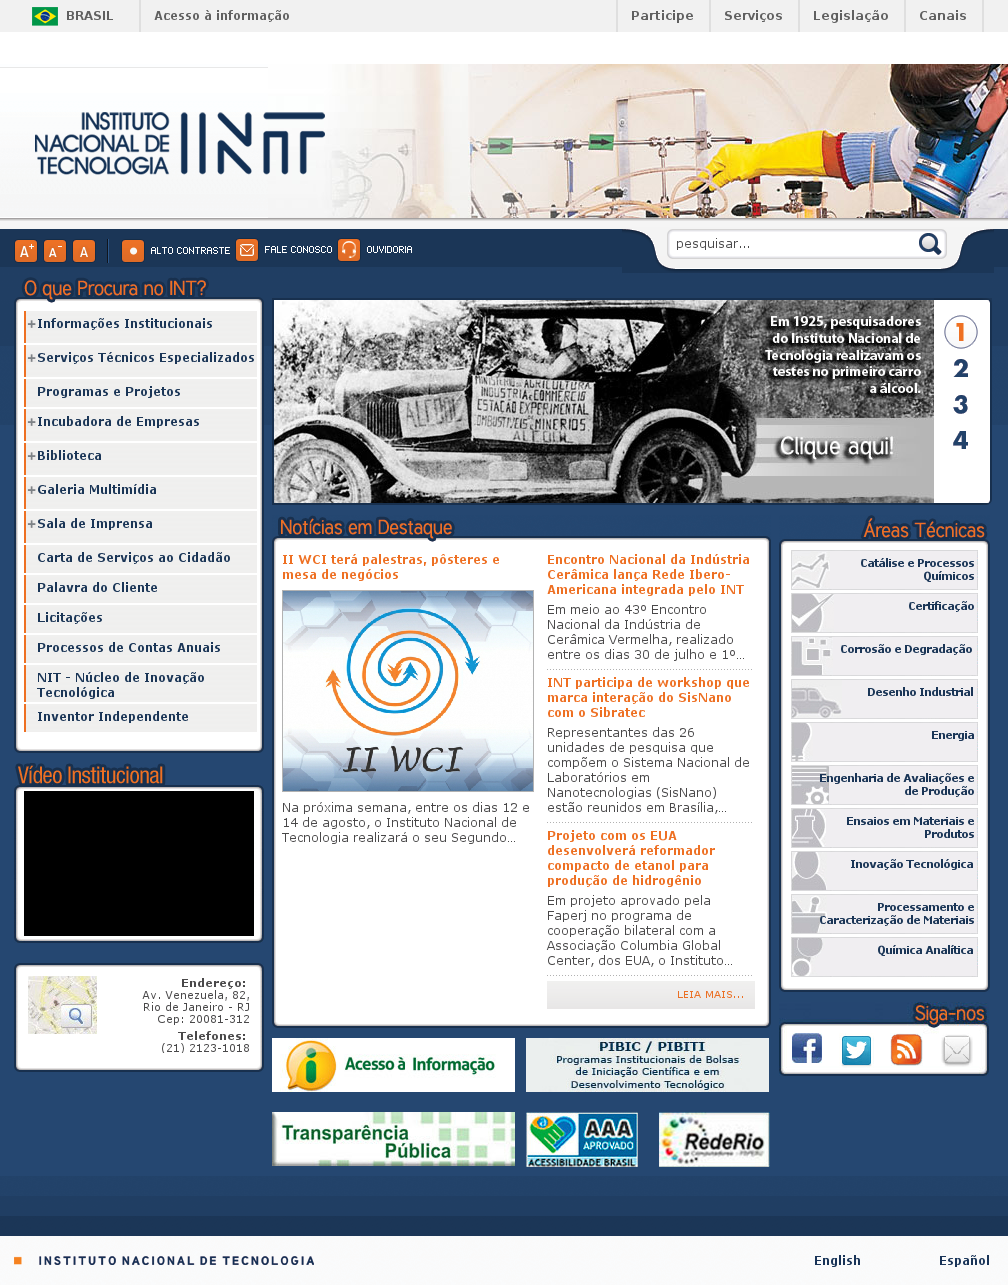 BRASIL
Acesso à informação
Participe
Serviços
Legislação
Canais
INSTITUTO
NACIONAL DE
TECNOLOGIA
INT
A+
A-
A
ALTO CONTRASTE
FALE CONOSCO
OUVIDORIA
pesquisar...
O que Procura no INT?
+Informações Institucionais
+Serviços Técnicos Especializados
Programas e Projetos
+Incubadora de Empresas
+Biblioteca
+Galeria Multimídia
+Sala de Imprensa
Carta de Serviços ao Cidadão
Palavra do Cliente
Licitações
Processos de Contas Anuais
NIT - Núcleo de Inovação
Tecnológica
Inventor Independente
Vídeo Institucional
Endereço:
Av. Venezuela, 82,
Rio de Janeiro - RJ
Cep: 20081-312
Telefones:
(21) 2123-1018
MINISTERIO DA AGRICULTURA
INDUSTRIA & COMMERCIO
ESTAÇÃO EXPERIMENTAL
COMBUSTIVEIS E MINERIOS
ALCOOL
Em 1925, pesquisadores
do Instituto Nacional de
Tecnologia realizavam os
testes no primeiro carro
a álcool.
Clique aqui!
1
2
3
4
Notícias em Destaque
II WCI terá palestras, pôsteres e
mesa de negócios
II WCI
Na próxima semana, entre os dias 12 e
14 de agosto, o Instituto Nacional de
Tecnologia realizará o seu Segundo...
Encontro Nacional da Indústria
Cerâmica lança Rede Ibero-
Americana integrada pelo INT
Em meio ao 43º Encontro
Nacional da Indústria de
Cerâmica Vermelha, realizado
entre os dias 30 de julho e 1º...
INT participa de workshop que
marca interação do SisNano
com o Sibratec
Representantes das 26
unidades de pesquisa que
compõem o Sistema Nacional de
Laboratórios em
Nanotecnologias (SisNano)
estão reunidos em Brasília,...
Projeto com os EUA
desenvolverá reformador
compacto de etanol para
produção de hidrogênio
Em projeto aprovado pela
Faperj no programa de
cooperação bilateral com a
Associação Columbia Global
Center, dos EUA, o Instituto...
LEIA MAIS...
Áreas Técnicas
Catálise e Processos
Químicos
Certificação
Corrosão e Degradação
Desenho Industrial
Energia
Engenharia de Avaliações e
de Produção
Ensaios em Materiais e
Produtos
Inovação Tecnológica
Processamento e
Caracterização de Materiais
Química Analítica
Siga-nos
Acesso à Informação
PIBIC / PIBITI
Programas Institucionais de Bolsas
de Iniciação Científica e em
Desenvolvimento Tecnológico
Transparência
Pública
AAA
APROVADO
ACESSIBILIDADE BRASIL
RedeRio
INSTITUTO NACIONAL DE TECNOLOGIA
English
Español